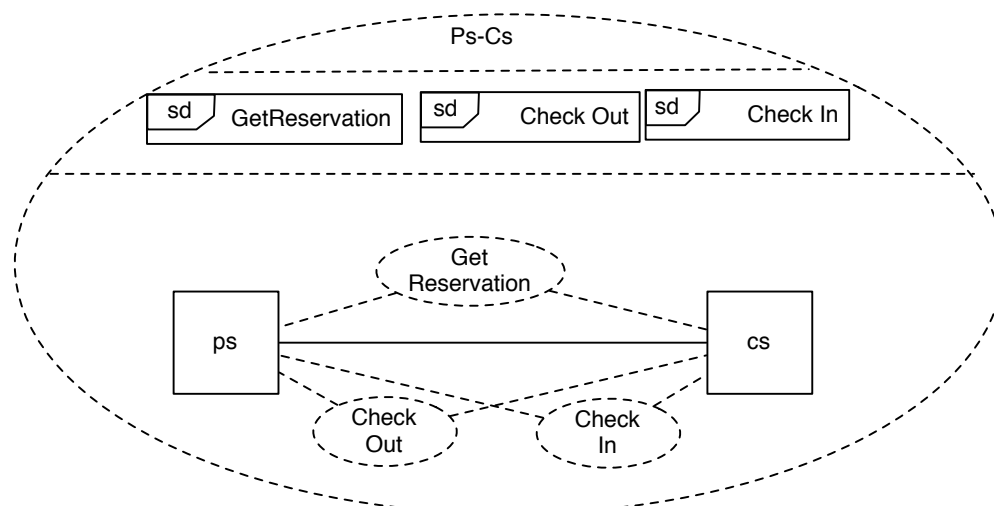 Ps-Cs
sd GetReservation
sd Check Out
sd Check In
Get
Reservation
ps
cs
Check
Out
Check
In